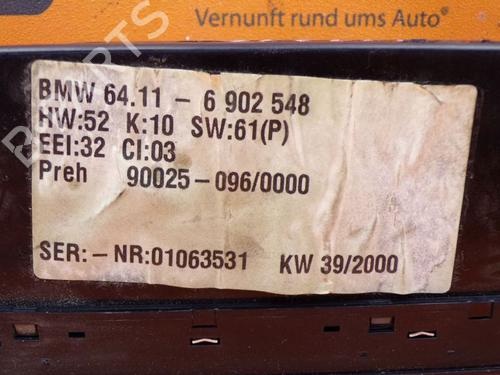 Vernunft rund ums Auto®
BMW 64.11 - 6 902 548
HW:52 K:10 SW:61(P)
EEI:32 CI:03
Preh 90025-096/0000
SER:-NR:01063531 KW 39/2000